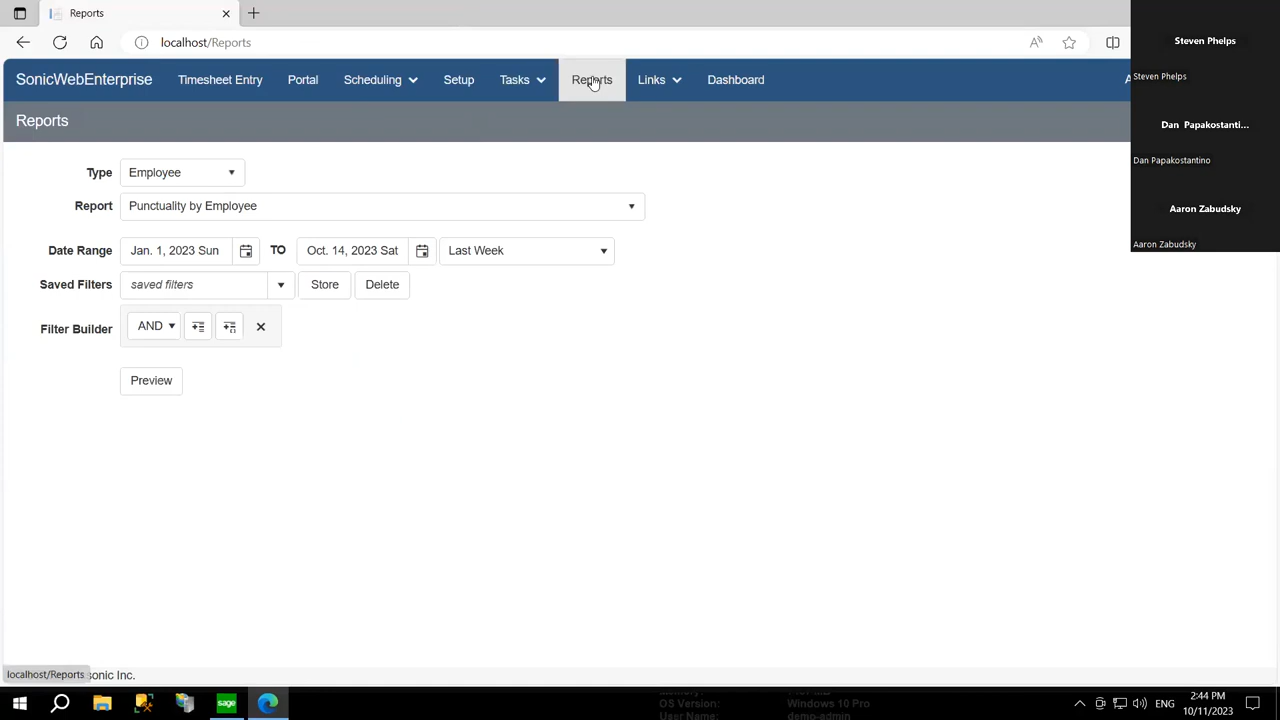 Reports
localhost/Reports
SonicWebEnterprise Timesheet Entry Portal Scheduling Setup Tasks Reports Links Dashboard
Reports
Type Employee
Report Punctuality by Employee
Date Range Jan. 1, 2023 Sun TO Oct. 14, 2023 Sat Last Week
Saved Filters saved filters Store Delete
Filter Builder AND
Preview
Steven Phelps
Steven Phelps
Dan Papakostanti...
Dan Papakostantino
Aaron Zabudsky
Aaron Zabudsky
localhost/Reports sonic Inc.
sage
OS Version: Windows 10 Pro
User Name: demo-admin
ENG
2:44 PM
10/11/2023